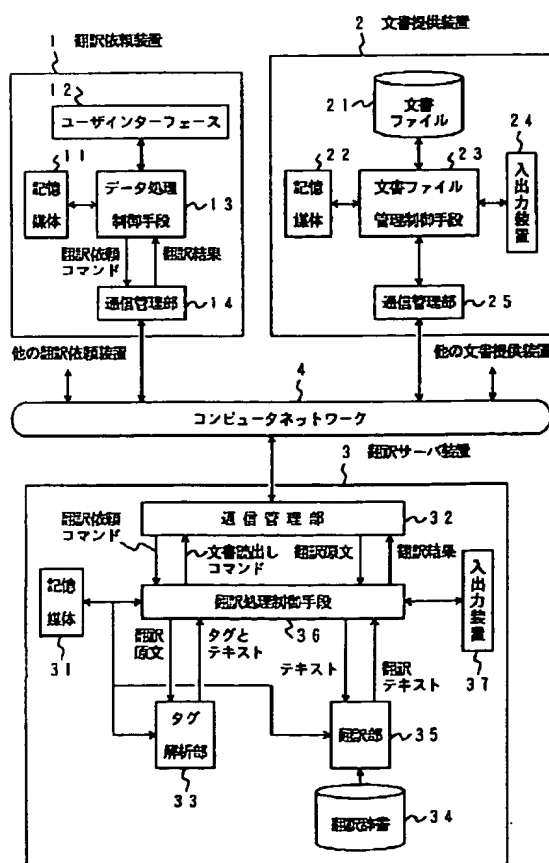 1 翻訳依頼装置
2 文書提供装置
12
ユーザインターフェース
11
記憶
媒体
データ処理
制御手段
13
翻訳依頼
コマンド
翻訳結果
通信管理部
14
21
文書
ファイル
22
記憶
媒体
23
文書ファイル
管理制御手段
24
入出力装置
通信管理部
25
他の翻訳依頼装置
他の文書提供装置
4
コンピュータネットワーク
3 翻訳サーバ装置
通信管理部
32
翻訳依頼
コマンド
文書読出し
コマンド
翻訳原文
翻訳結果
記憶
媒体
31
翻訳処理制御手段
36
入出力装置
37
翻訳
原文
タグと
テキスト
テキスト
翻訳
テキスト
タグ
解析部
33
翻訳部
35
翻訳辞書
34